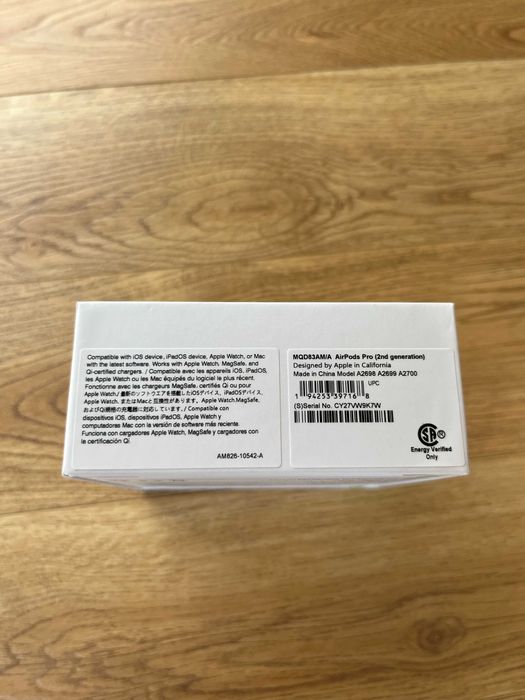 Compatible with iOS device, iPadOS device, Apple Watch, or Mac
with the latest software. Works with Apple Watch, MagSafe, and
Qi-certified chargers. / Compatible avec les appareils iOS, iPadOS,
les Apple Watch ou les Mac équipés du logiciel le plus récent.
Fonctionne avec les chargeurs MagSafe, certifiés Qi ou pour
Apple Watch / 最新のソフトウェアを搭載したiOSデバイス、iPadOSデバイス、
Apple Watch、またはMacと互換性があります。Apple Watch、MagSafe、
およびQi規格の充電器に対応しています。/ Compatible con
dispositivos iOS, dispositivos iPadOS, Apple Watch y
computadoras Mac con la versión de software más reciente.
Funciona con cargadores Apple Watch, MagSafe y cargadores con
la certificación Qi.
AM826-10542-A
MQD83AM/A AirPods Pro (2nd generation)
Designed by Apple in California
Made in China Model A2698 A2699 A2700
UPC
1 94253 39716 8
(S)Serial No. CY27VW9K7W
SA
Energy Verified
Only